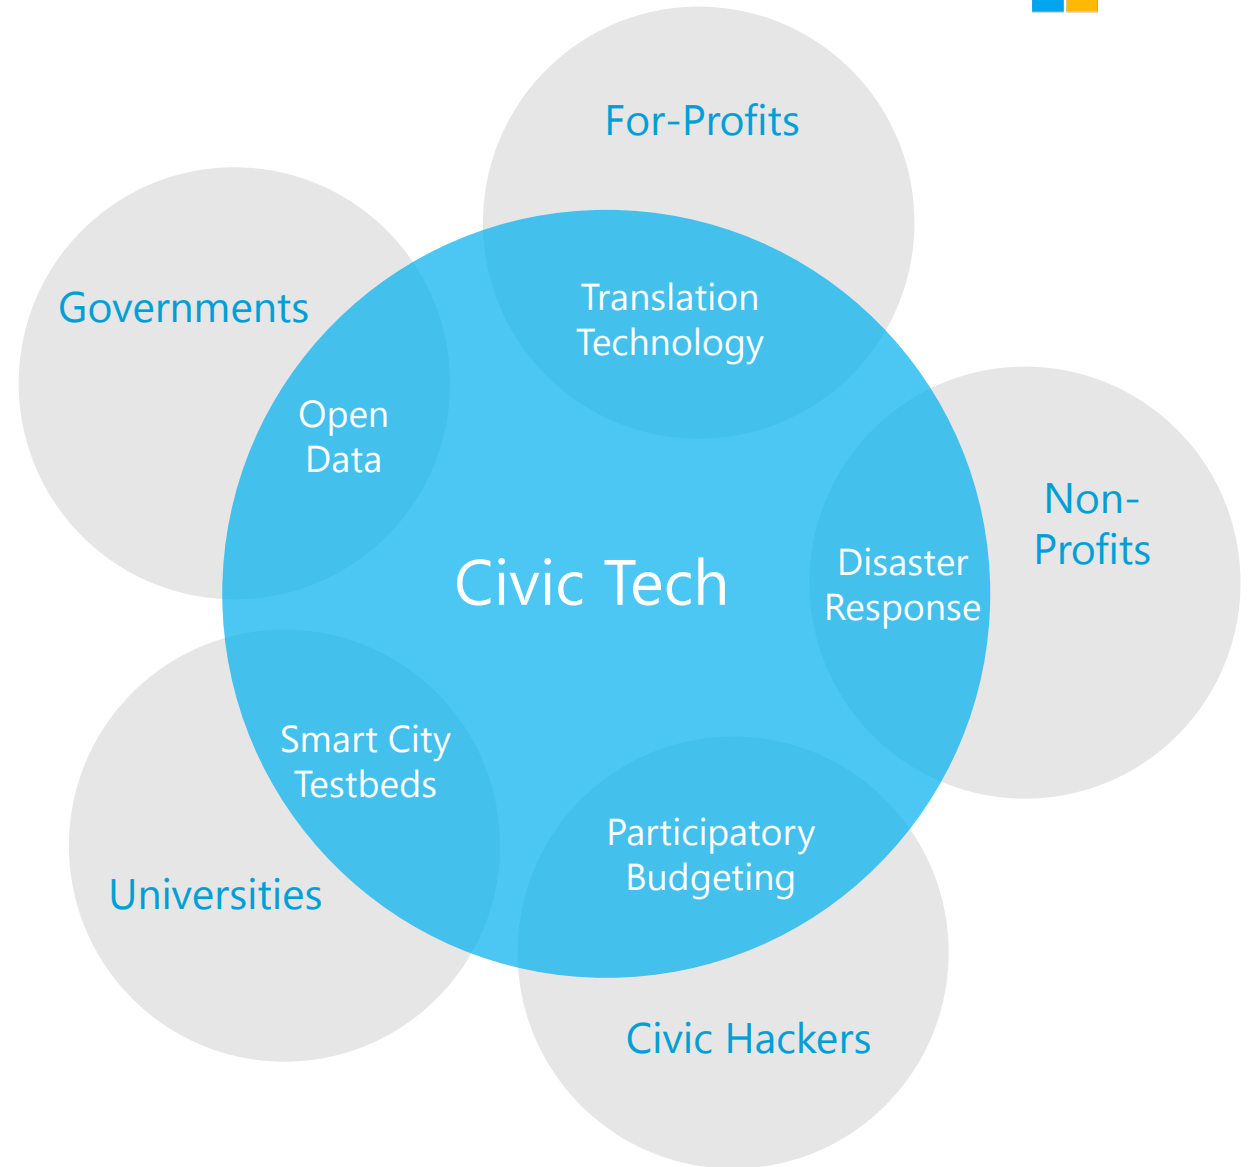 For-Profits
Translation
Technology
Governments
Open
Data
Non-
Profits
Disaster
Response
Civic Tech
Smart City
Testbeds
Participatory
Budgeting
Universities
Civic Hackers